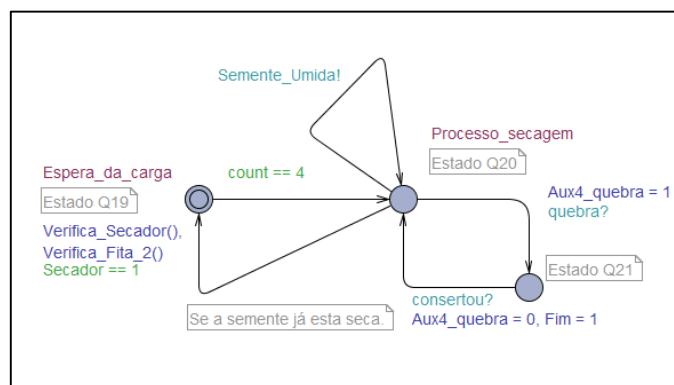 Semente_Umida!
Processo_secagem
Estado Q20
Espera_da_carga
count == 4
Estado Q19
Aux4_quebra = 1
quebra?
Verifica_Secador(),
Verifica_Fita_2()
Secador == 1
Estado Q21
Se a semente já esta seca.
consertou?
Aux4_quebra = 0, Fim = 1